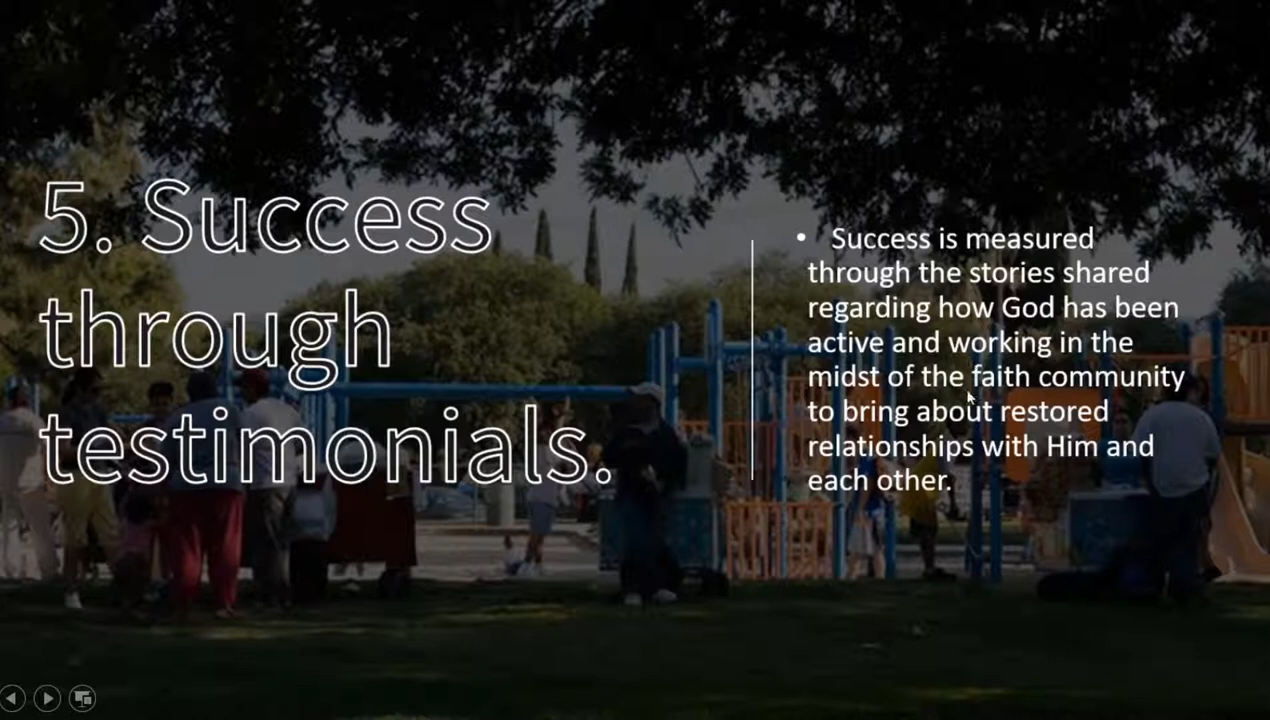 5. Success
through
testimonials.
• Success is measured
through the stories shared
regarding how God has been
active and working in the
midst of the faith community
to bring about restored
relationships with Him and
each other.